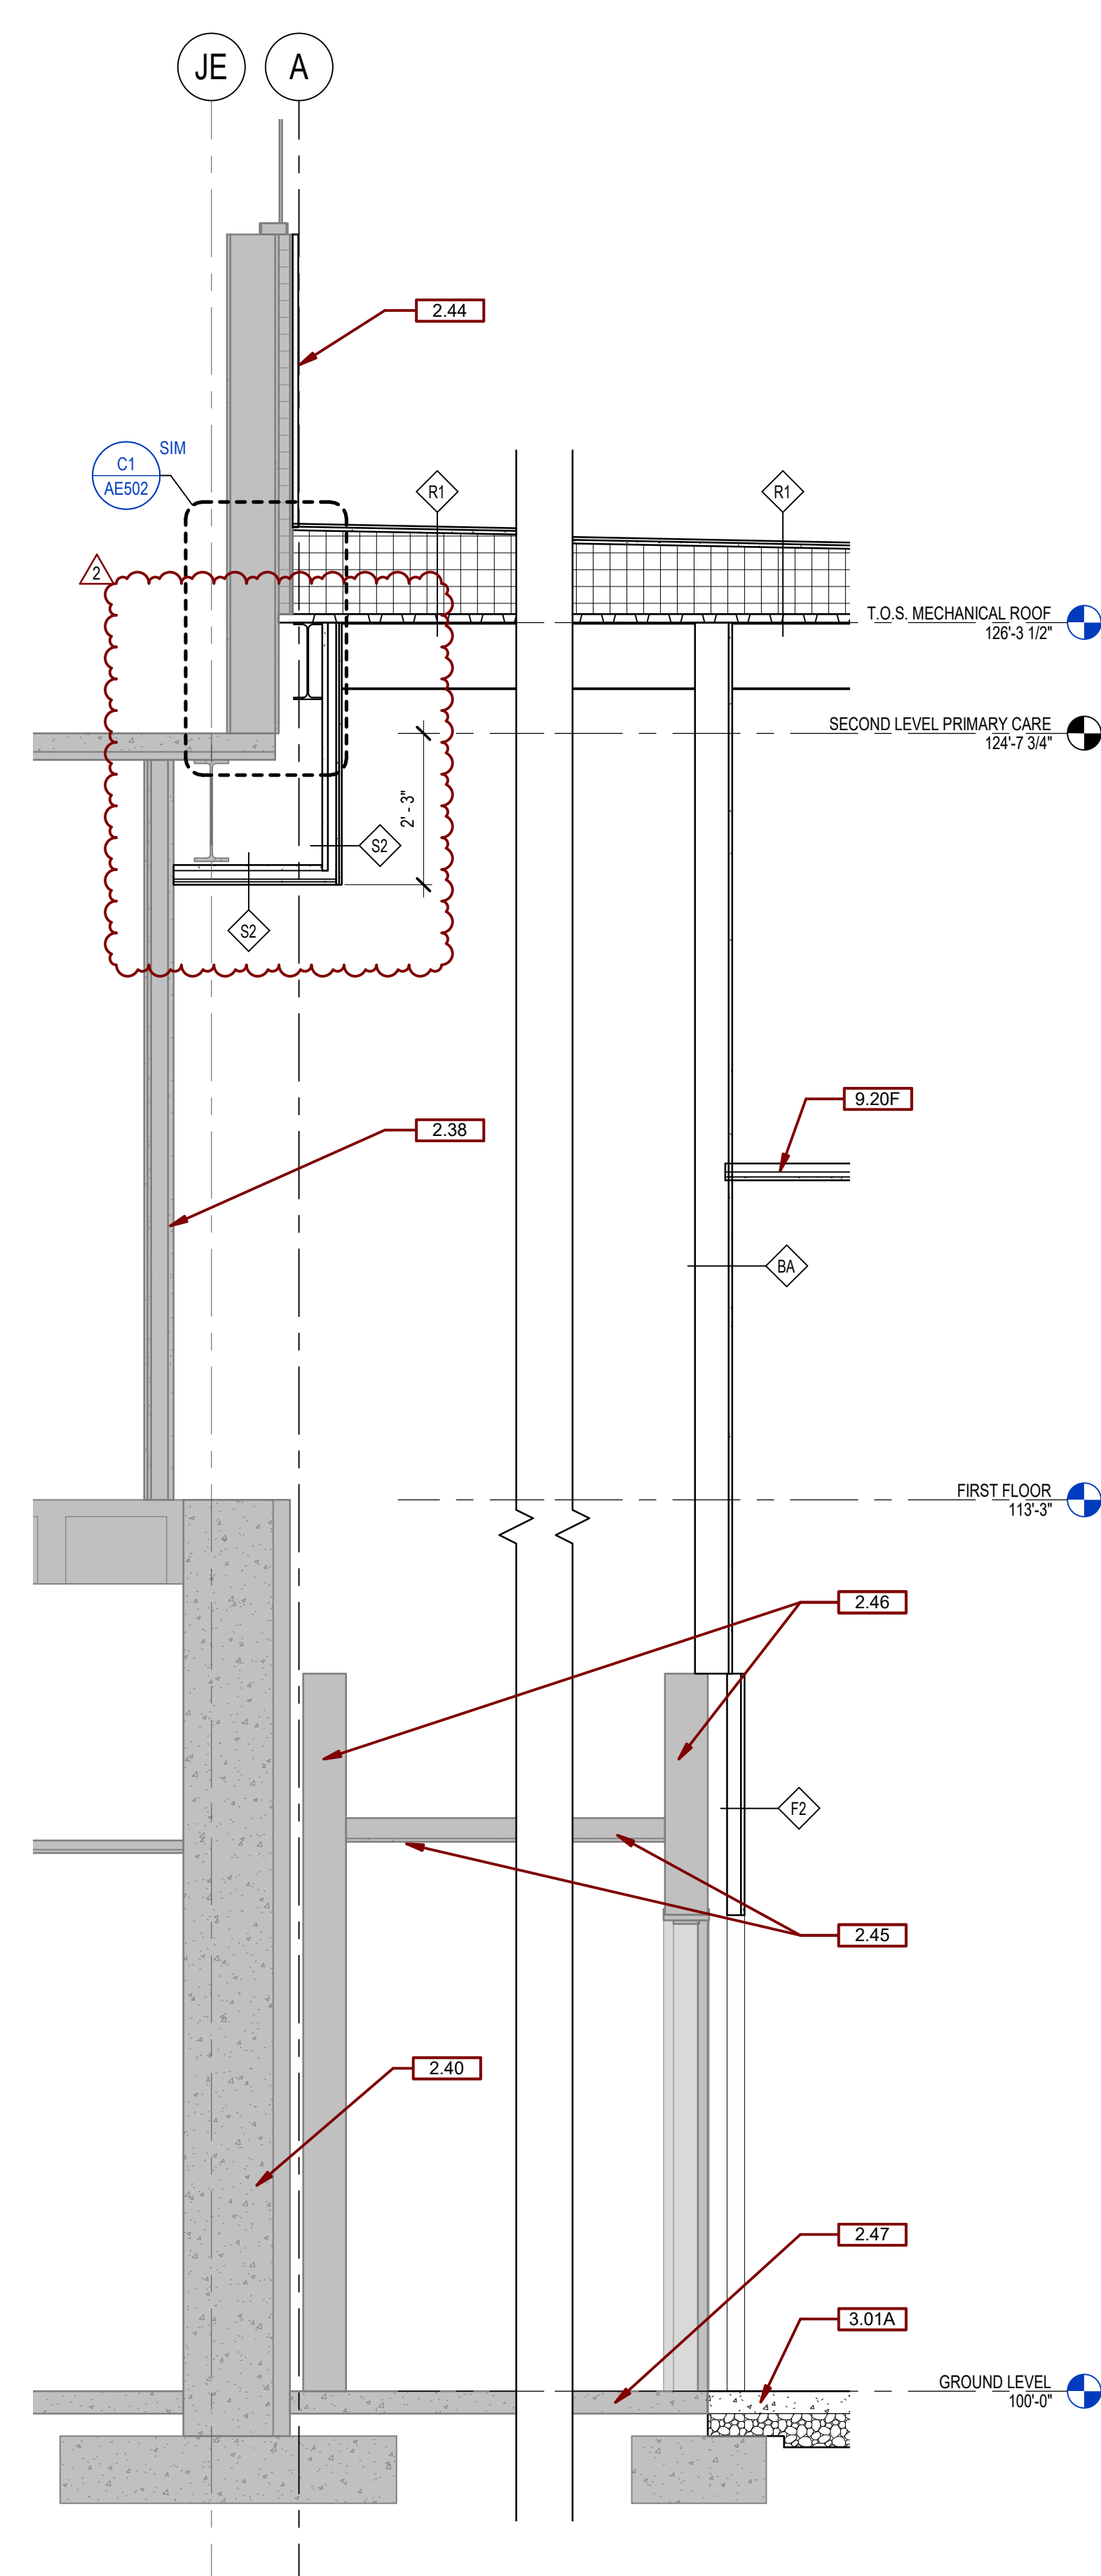 JE
A
2.44
C1
AE502
SIM
R1
R1
2
T.O.S. MECHANICAL ROOF
126'-3 1/2"
SECOND LEVEL PRIMARY CARE
124'-7 3/4"
2' - 3"
S2
S2
9.20F
2.38
BA
FIRST FLOOR
113'-3"
2.46
F2
2.45
2.40
2.47
3.01A
GROUND LEVEL
100'-0"